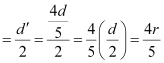 = d'/2 = (4d/5)/2 = 4/5 (d/2) = 4r/5